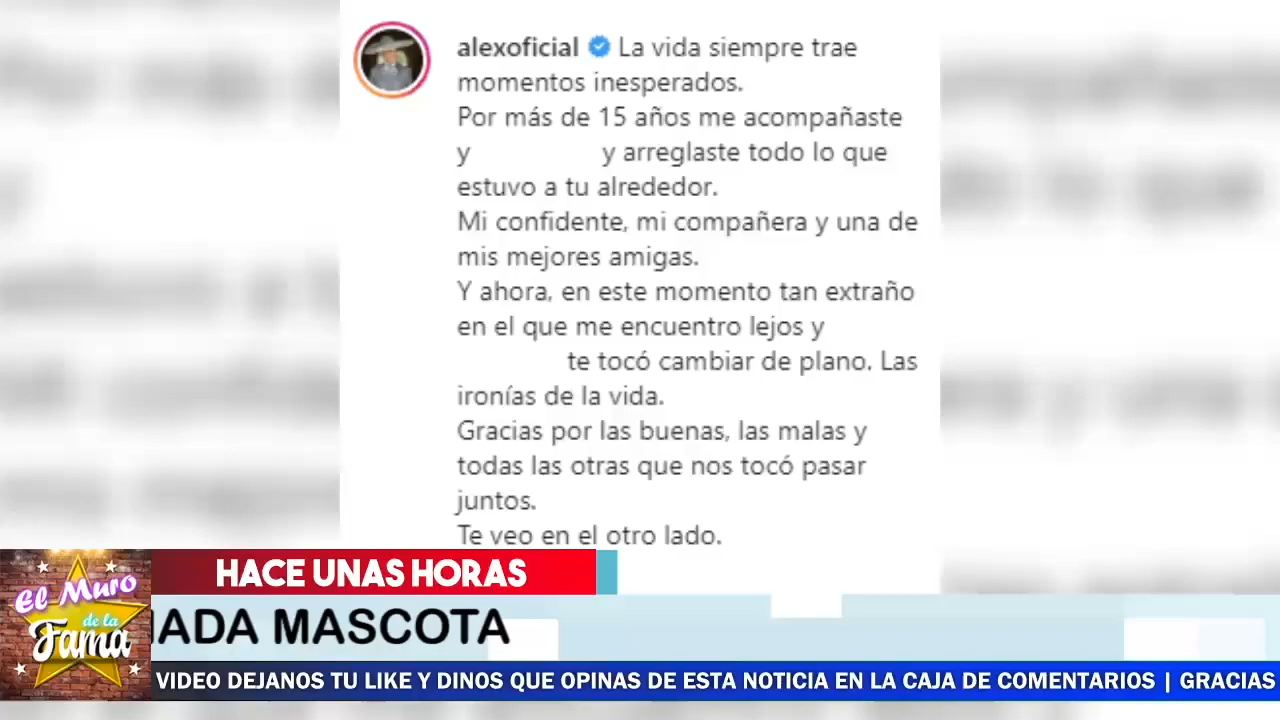 alexoficial La vida siempre trae
momentos inesperados.
Por más de 15 años me acompañaste
y y arreglaste todo lo que
estuvo a tu alrededor.
Mi confidente, mi compañera y una de
mis mejores amigas.
Y ahora, en este momento tan extraño
en el que me encuentro lejos y
te tocó cambiar de plano. Las
ironías de la vida.
Gracias por las buenas, las malas y
todas las otras que nos tocó pasar
juntos.
Te veo en el otro lado.
HACE UNAS HORAS
El Muro
de la
Fama
ADA MASCOTA
VIDEO DEJANOS TU LIKE Y DINOS QUE OPINAS DE ESTA NOTICIA EN LA CAJA DE COMENTARIOS | GRACIAS